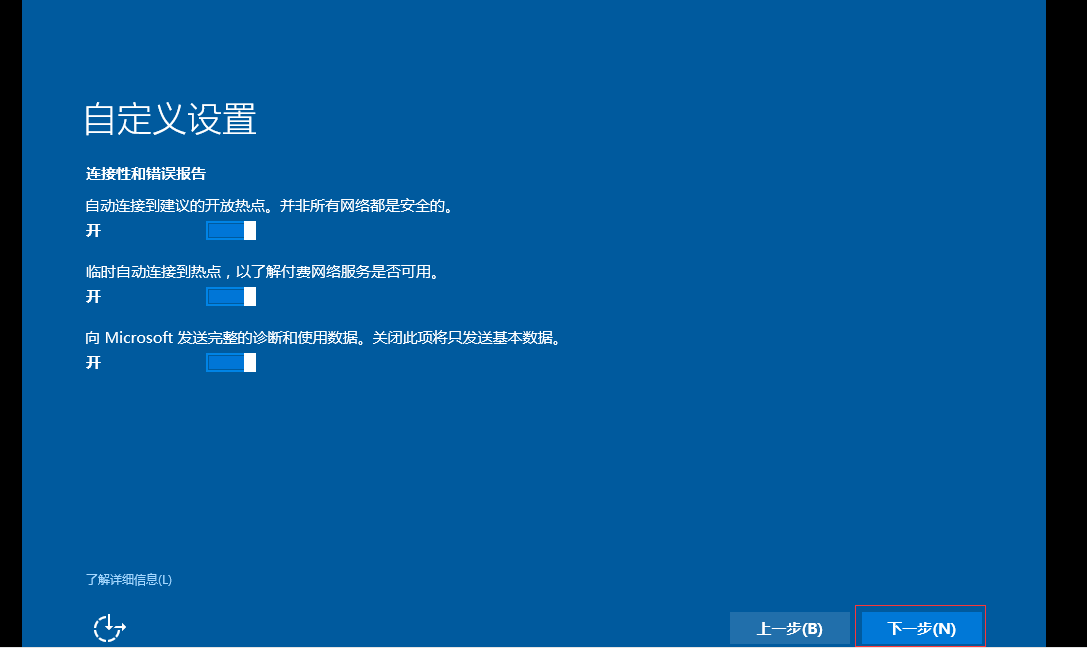 自定义设置
连接性和错误报告
自动连接到建议的开放热点。并非所有网络都是安全的。
开
临时自动连接到热点，以了解付费网络服务是否可用。
开
向 Microsoft 发送完整的诊断和使用数据。关闭此项将只发送基本数据。
开
了解详细信息(L)
上一步(B)
下一步(N)